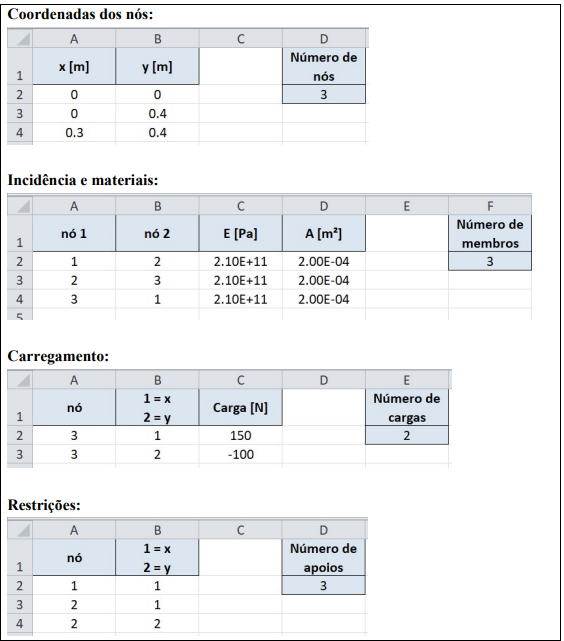 Coordenadas dos nós:
A B C D
1 x [m] y [m] Número de nós
2 0 0 3
3 0 0.4
4 0.3 0.4
Incidência e materiais:
A B C D E F
1 nó 1 nó 2 E [Pa] A [m²] Número de membros
2 1 2 2.10E+11 2.00E-04 3
3 2 3 2.10E+11 2.00E-04
4 3 1 2.10E+11 2.00E-04
5
Carregamento:
A B C D E
1 nó 1 = x 2 = y Carga [N] Número de cargas
2 3 1 150 2
3 3 2 -100
Restrições:
A B C D
1 nó 1 = x 2 = y Número de apoios
2 1 1 3
3 2 1
4 2 2